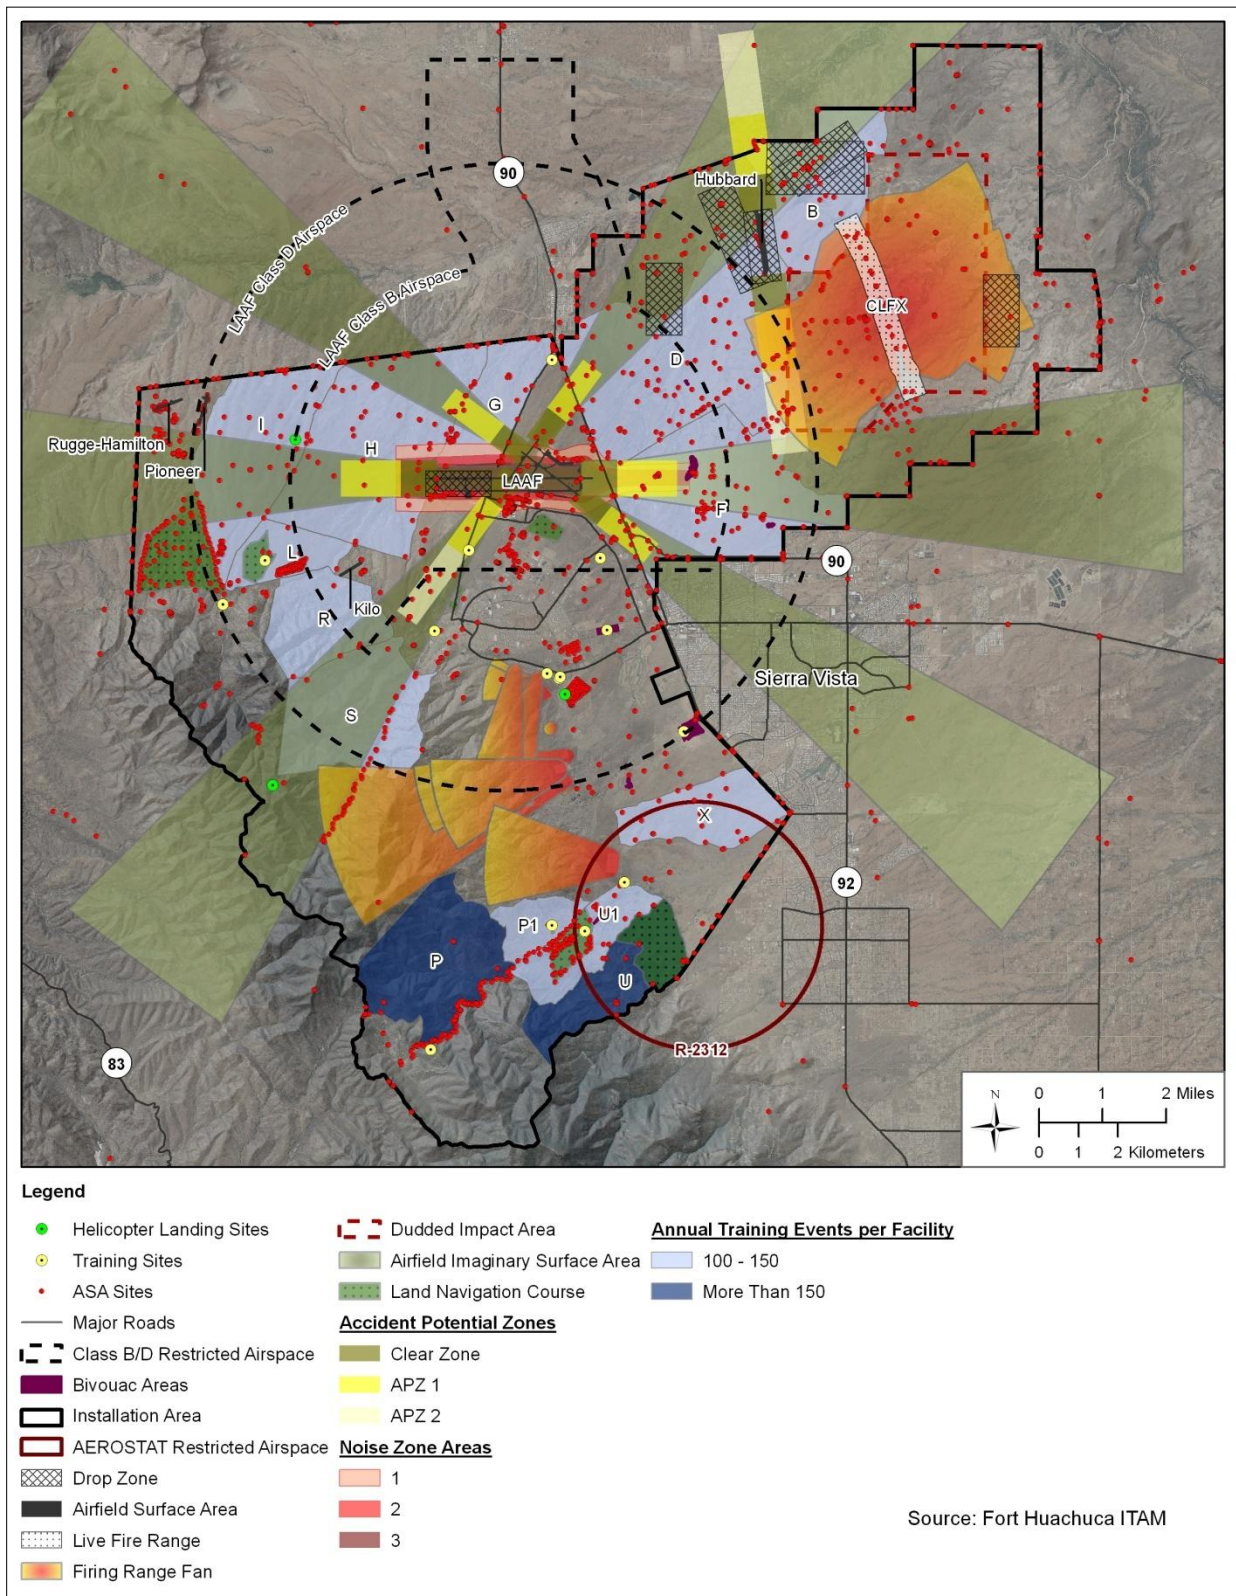 90
Hubbard
B
LAAF Class D Airspace
LAAF Class B Airspace
CLFX
D
G
I
H
Rugge-Hamilton
Pioneer
LAAF
F
L
90
R
Kilo
Sierra Vista
S
X
92
P1
U1
P
U
R-2312
83
N
0 1 2 Miles
0 1 2 Kilometers
Legend
Helicopter Landing Sites
Training Sites
ASA Sites
Major Roads
Class B/D Restricted Airspace
Bivouac Areas
Installation Area
AEROSTAT Restricted Airspace
Drop Zone
Airfield Surface Area
Live Fire Range
Firing Range Fan
Dudded Impact Area
Airfield Imaginary Surface Area
Land Navigation Course
Accident Potential Zones
Clear Zone
APZ 1
APZ 2
Noise Zone Areas
1
2
3
Annual Training Events per Facility
100 - 150
More Than 150
Source: Fort Huachuca ITAM